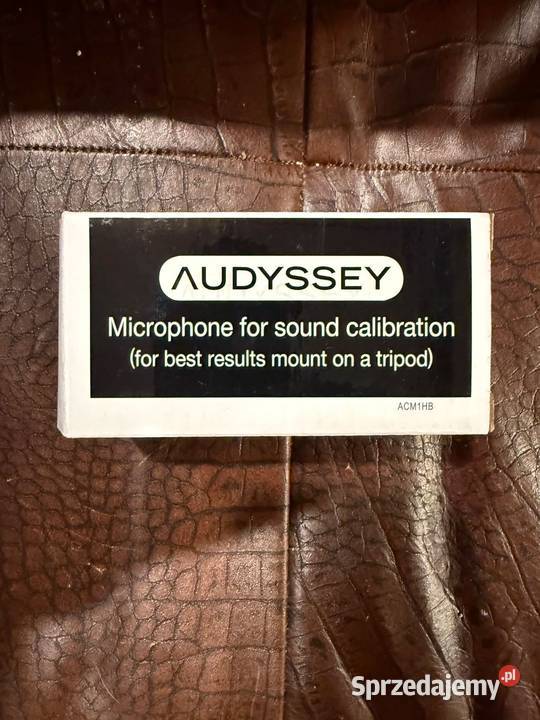 AUDYSSEY
Microphone for sound calibration
(for best results mount on a tripod)
ACM1HB
Sprzedajemy.pl